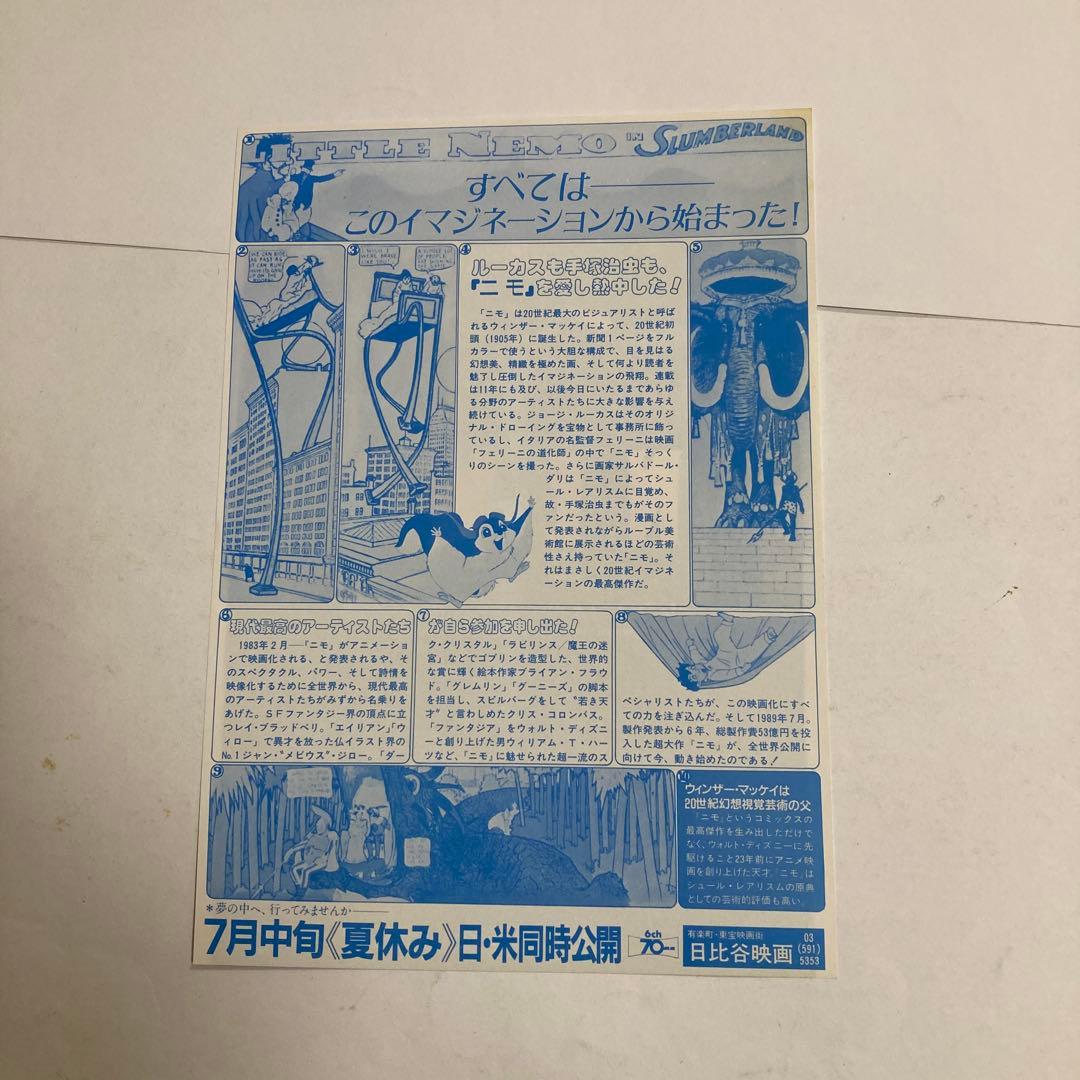 1
LITTLE NEMO IN SLUMBERLAND
すべては――
このイマジネーションから始まった!
2
WE CAN RIDE
AS FAST AS
IT CAN RUN
3
I WISH I
WERE BRAVE
LIKE YOU!
A WHOLE LOT
OF PEOPLE
4
ルーカスも手塚治虫も、
『ニモ』を愛し熱中した!
「ニモ」は20世紀最大のビジュアリストと呼ば
れるウィンザー・マッケイによって、20世紀初
頭(1905年)に誕生した。新聞1ページをフル
カラーで使うという大胆な構成で、目を見はる
幻想美、精緻を極めた画、そして何より読者を
魅了し圧倒したイマジネーションの飛翔。連載
は11年にも及び、以後今日にいたるまであらゆ
る分野のアーティストたちに大きな影響を与え
続けている。ジョージ・ルーカスはそのオリジ
ナル・ドローイングを宝物として事務所に飾っ
ているし、イタリアの名監督フェリーニは映画
「フェリーニの道化師」の中で「ニモ」そっく
りのシーンを撮った。さらに画家サルバドール・
ダリは「ニモ」によってシュ
ール・レアリスムに目覚め、
故・手塚治虫までもがそのフ
ァンだったという。漫画とし
て発表されながらルーブル美
術館に展示されるほどの芸術
性さえ持っていた「ニモ」。そ
れはまさしく20世紀イマジネ
ーションの最高傑作だ。
5
6
現代最高のアーティストたち
1983年2月―『ニモ』がアニメーショ
ンで映画化される、と発表されるや、そ
のスペクタクル、パワー、そして詩情を
映像化するために全世界から、現代最高
のアーティストたちがみずから名乗りを
あげた。SFファンタジー界の頂点に立
つレイ・ブラッドベリ。「エイリアン」「ウ
ィロー」で異才を放った仏イラスト界の
No.1ジャン・“メビウス”・ジロー。「ダー
7
が自ら参加を申し出た!
ク・クリスタル」「ラビリンス/魔王の迷
宮」などでゴブリンを造型した、世界的
な賞に輝く絵本作家ブライアン・フラウ
ド。「グレムリン」「グーニーズ」の脚本
を担当し、スピルバーグをして“若き天
才”と言わしめたクリス・コロンバス。
「ファンタジア」をウォルト・ディズニ
ーと創り上げた男ウィリアム・T・ハー
ツなど、「ニモ」に魅せられた超一流のス
8
ペシャリストたちが、この映画化にすべ
ての力を注ぎ込んだ。そして1989年7月。
製作発表から6年、総製作費53億円を投
入した超大作『ニモ』が、全世界公開に
向けて今、動き始めたのである!
9
10
ウィンザー・マッケイは
20世紀幻想視覚芸術の父
「ニモ」というコミックスの
最高傑作を生み出しただけで
なく、ウォルト・ディズニーに先
駆けること23年前にアニメ映
画を創り上げた天才。「ニモ」は
シュール・レアリスムの原典
としての芸術的評価も高い。
*夢の中へ、行ってみませんか――
7月中旬《夏休み》日・米同時公開
6ch
70mm
有楽町・東宝映画街
日比谷映画
03
(591)
5353